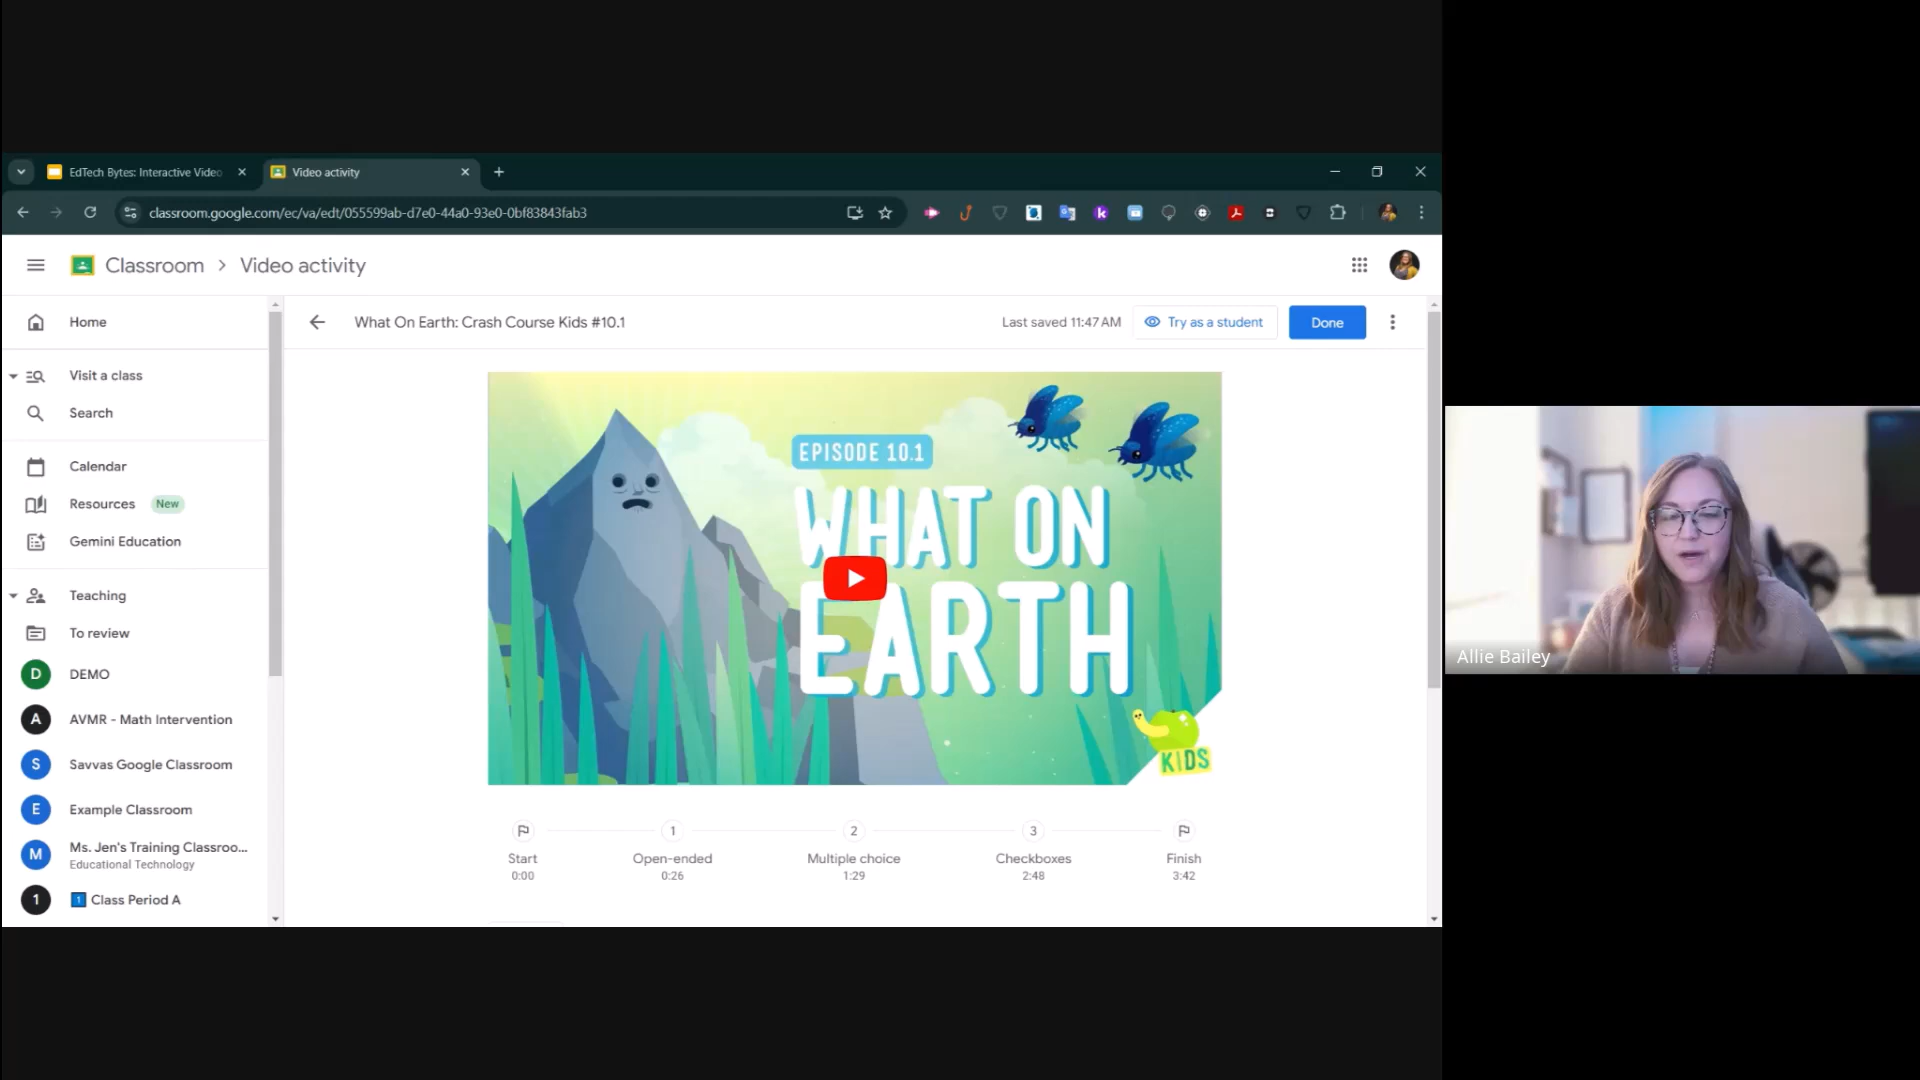 EdTech Bytes: Interactive Video
Video activity
classroom.google.com/ec/va/edt/055599ab-d7e0-44a0-93e0-0bf83843fab3
Classroom > Video activity
Home
Visit a class
Search
Calendar
Resources New
Gemini Education
Teaching
To review
D DEMO
A AVMR - Math Intervention
S Savvas Google Classroom
E Example Classroom
M Ms. Jen's Training Classroo...
Educational Technology
1 1 Class Period A
What On Earth: Crash Course Kids #10.1
Last saved 11:47 AM
Try as a student
Done
EPISODE 10.1
WHAT ON
EARTH
KIDS
1 2 3
Start Open-ended Multiple choice Checkboxes Finish
0:00 0:26 1:29 2:48 3:42
Allie Bailey